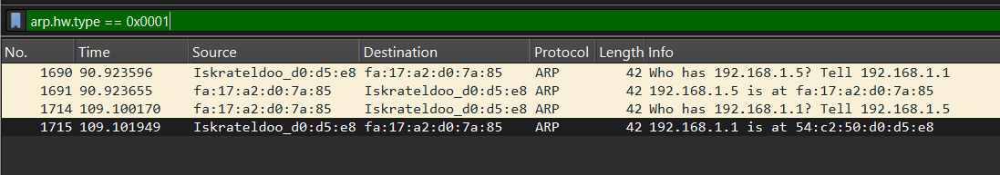 arp.hw.type == 0x0001
No. Time Source Destination Protocol Length Info
1690 90.923596 Iskrateldoo_d0:d5:e8 fa:17:a2:d0:7a:85 ARP 42 Who has 192.168.1.5? Tell 192.168.1.1
1691 90.923655 fa:17:a2:d0:7a:85 Iskrateldoo_d0:d5:e8 ARP 42 192.168.1.5 is at fa:17:a2:d0:7a:85
1714 109.100170 fa:17:a2:d0:7a:85 Iskrateldoo_d0:d5:e8 ARP 42 Who has 192.168.1.1? Tell 192.168.1.5
1715 109.101949 Iskrateldoo_d0:d5:e8 fa:17:a2:d0:7a:85 ARP 42 192.168.1.1 is at 54:c2:50:d0:d5:e8